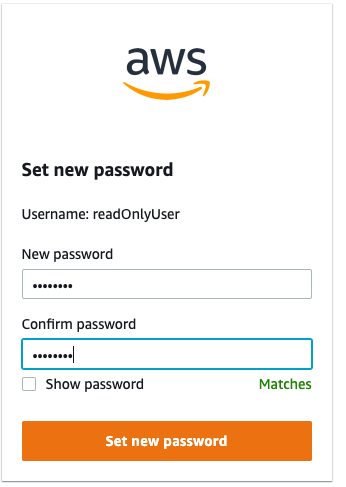 aws
Set new password
Username: readOnlyUser
New password
••••••••
Confirm password
••••••••
Show password
Matches
Set new password